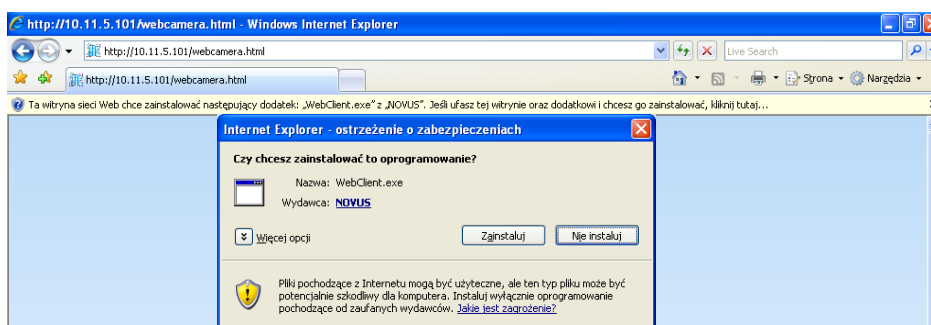 http://10.11.5.101/webcamera.html - Windows Internet Explorer
http://10.11.5.101/webcamera.html
Live Search
http://10.11.5.101/webcamera.html
Strona
Narzędzia
Ta witryna sieci Web chce zainstalować następujący dodatek: „WebClient.exe” z „NOVUS”. Jeśli ufasz tej witrynie oraz dodatkowi i chcesz go zainstalować, kliknij tutaj...
Internet Explorer - ostrzeżenie o zabezpieczeniach
Czy chcesz zainstalować to oprogramowanie?
Nazwa: WebClient.exe
Wydawca: NOVUS
Więcej opcji
Zainstaluj
Nie instaluj
Pliki pochodzące z Internetu mogą być użyteczne, ale ten typ pliku może być
potencjalnie szkodliwy dla komputera. Instaluj wyłącznie oprogramowanie
pochodzące od zaufanych wydawców. Jakie jest zagrożenie?